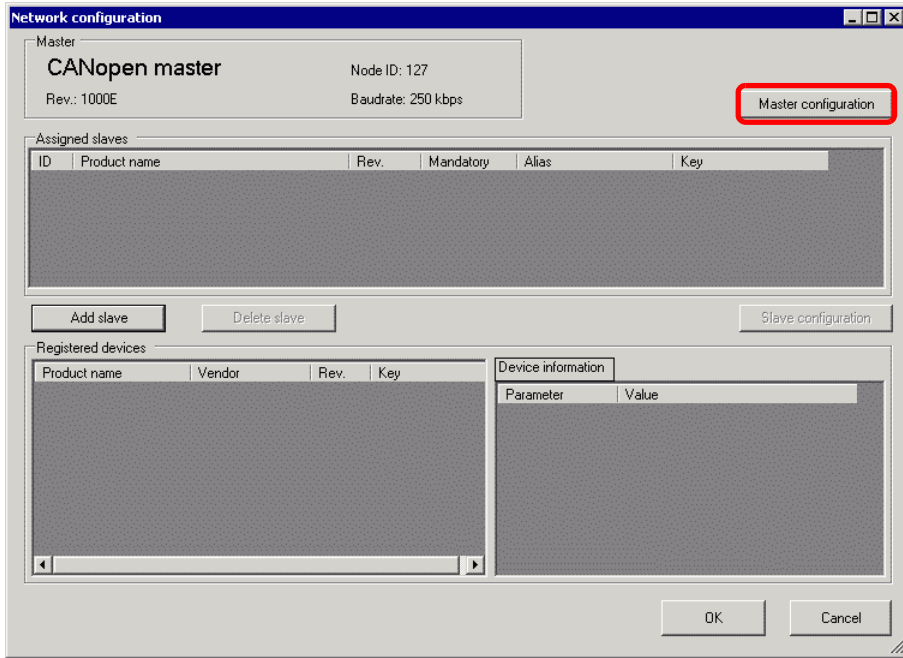 Network configuration
Master
CANopen master
Node ID: 127
Rev.: 1000E
Baudrate: 250 kbps
Master configuration
Assigned slaves
ID Product name Rev. Mandatory Alias Key
Add slave Delete slave Slave configuration
Registered devices
Product name Vendor Rev. Key
Device information
Parameter Value
OK Cancel